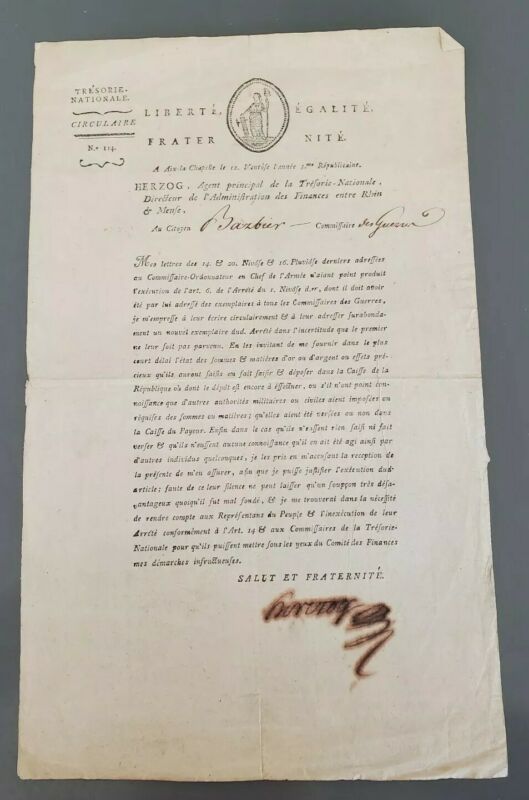 TRÉSORIE-
NATIONALE.
CIRCULAIRE
N.° 114.
LIBERTÉ, ÉGALITÉ,
FRATERNITÉ.
A Aix-la Chapelle le 12. Ventôse l'année 3.me Républicaine.
HERZOG, Agent principal de la Trésorie-Nationale,
Directeur de l'Administration des Finances entre Rhin
& Meuse,
Au Citoyen Barbier — Commissaire des Guerres
Mes lettres des 14. & 20. Nivôse & 16. Pluviôse derniers adressées
au Commissaire-Ordonnateur en Chef de l'Armée n'aiant point produit
l'exécution de l'art. 6. de l'Arrêté du 1. Nivôse d.er, dont il doit avoir
été par lui adressé des exemplaires à tous les Commissaires des Guerres,
je m'empresse à leur écrire circulairement & à leur adresser surabonda-
ment un nouvel exemplaire dud. Arrêté dans l'incertitude que le premier
ne leur soit pas parvenu. En les invitant de me fournir dans le plus
court délai l'état des sommes & matières d'or ou d'argent ou effets pré-
cieux qu'ils auront saisis ou fait saisir & déposer dans la Caisse de la
République où dont le dépôt est encore à effectuer, ou s'il n'ont point con-
noissance que d'autres authorités militaires ou civiles aient imposées ou
réquises des sommes ou matières; qu'elles aient été versées ou non dans
la Caisse du Payeur. Enfin dans le cas qu'ils n'eussent rien saisi ni fait
verser & qu'ils n'eussent aucune connoissance qu'il en ait été agi ainsi par
d'autres individus quelconques, je les prie en m'accusant la reception de
la présente de m'en assurer, afin que je puisse justifier l'exécution dud-
article; faute de ce leur silence ne peut laisser qu'un soupçon très désa-
vantageux quoiqu'il fut mal fondé, & je me trouverai dans la nécessité
de rendre compte aux Représentans du Peuple & l'inexécution de leur
Arrêté conformément à l'Art. 14 & aux Commissaires de la Trésorie-
Nationale pour qu'ils puissent mettre sous les yeux du Comité des Finances
mes démarches infructueuses.
SALUT ET FRATERNITÉ.
herzog